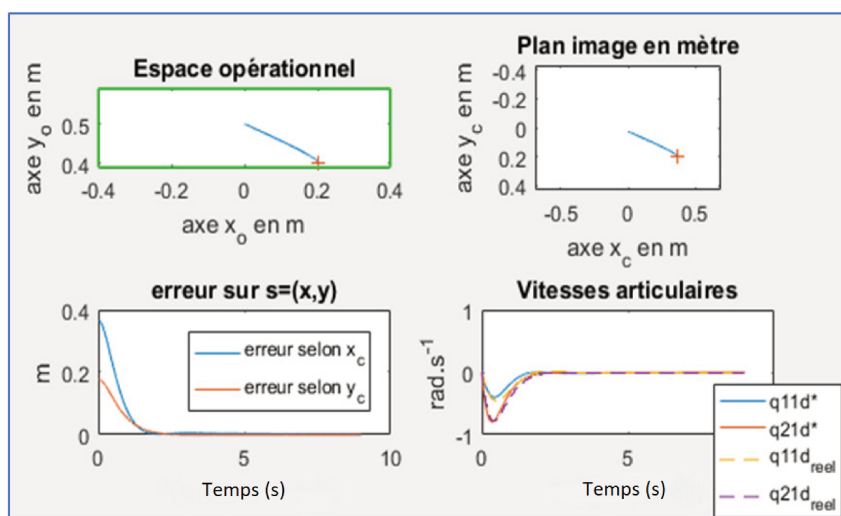 Espace opérationnel
axe y_o en m
0.5
0.4
-0.4 -0.2 0 0.2 0.4
axe x_o en m
Plan image en mètre
axe y_c en m
-0.4
-0.2
0
0.2
0.4
-0.5 0 0.5
axe x_c en m
erreur sur s=(x,y)
m
0.4
0.2
0
erreur selon x_c
erreur selon y_c
0 5 10
Temps (s)
Vitesses articulaires
rad.s⁻¹
1
0
-1
0 5
Temps (s)
q11d*
q21d*
q11d_reel
q21d_reel